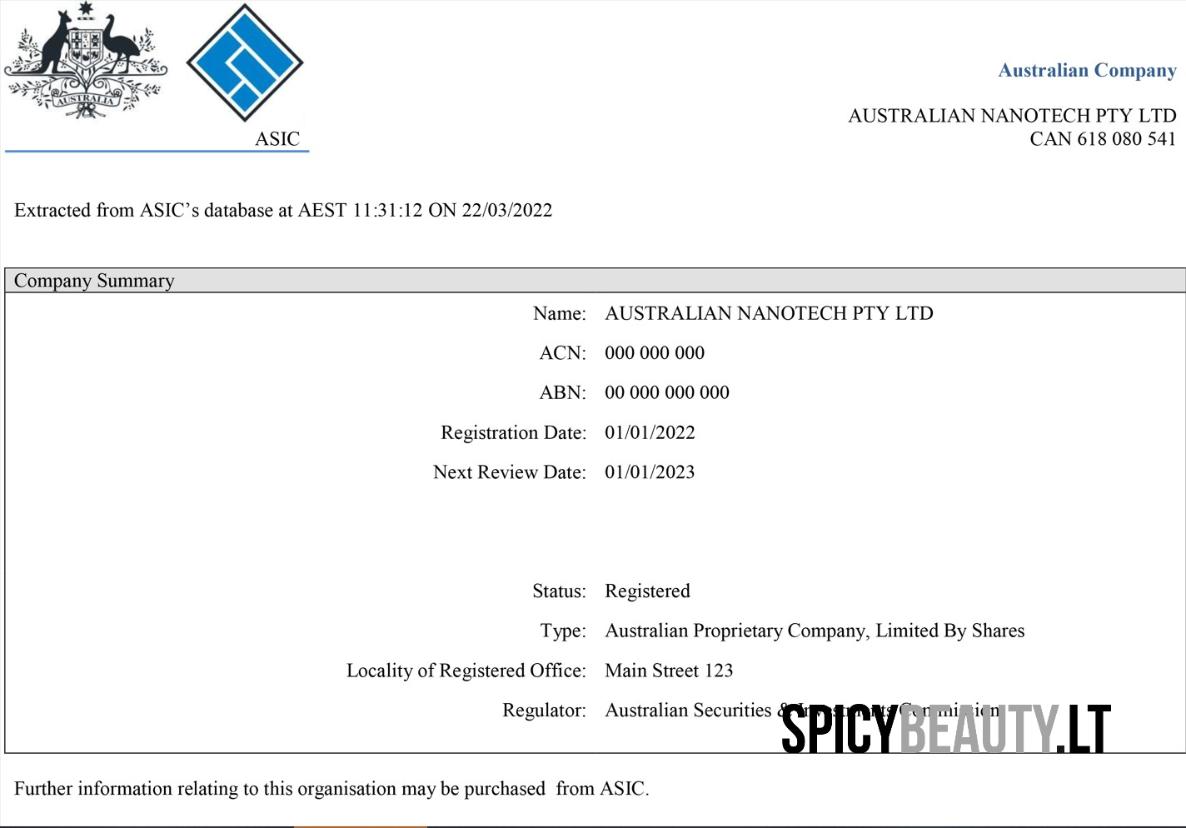 AUSTRALIA
ASIC
Australian Company
AUSTRALIAN NANOTECH PTY LTD
CAN 618 080 541
Extracted from ASIC’s database at AEST 11:31:12 ON 22/03/2022
Company Summary
Name: AUSTRALIAN NANOTECH PTY LTD
ACN: 000 000 000
ABN: 00 000 000 000
Registration Date: 01/01/2022
Next Review Date: 01/01/2023
Status: Registered
Type: Australian Proprietary Company, Limited By Shares
Locality of Registered Office: Main Street 123
Regulator: Australian Securities & Investments Commission
SPICYBEAUTY.LT
Further information relating to this organisation may be purchased from ASIC.